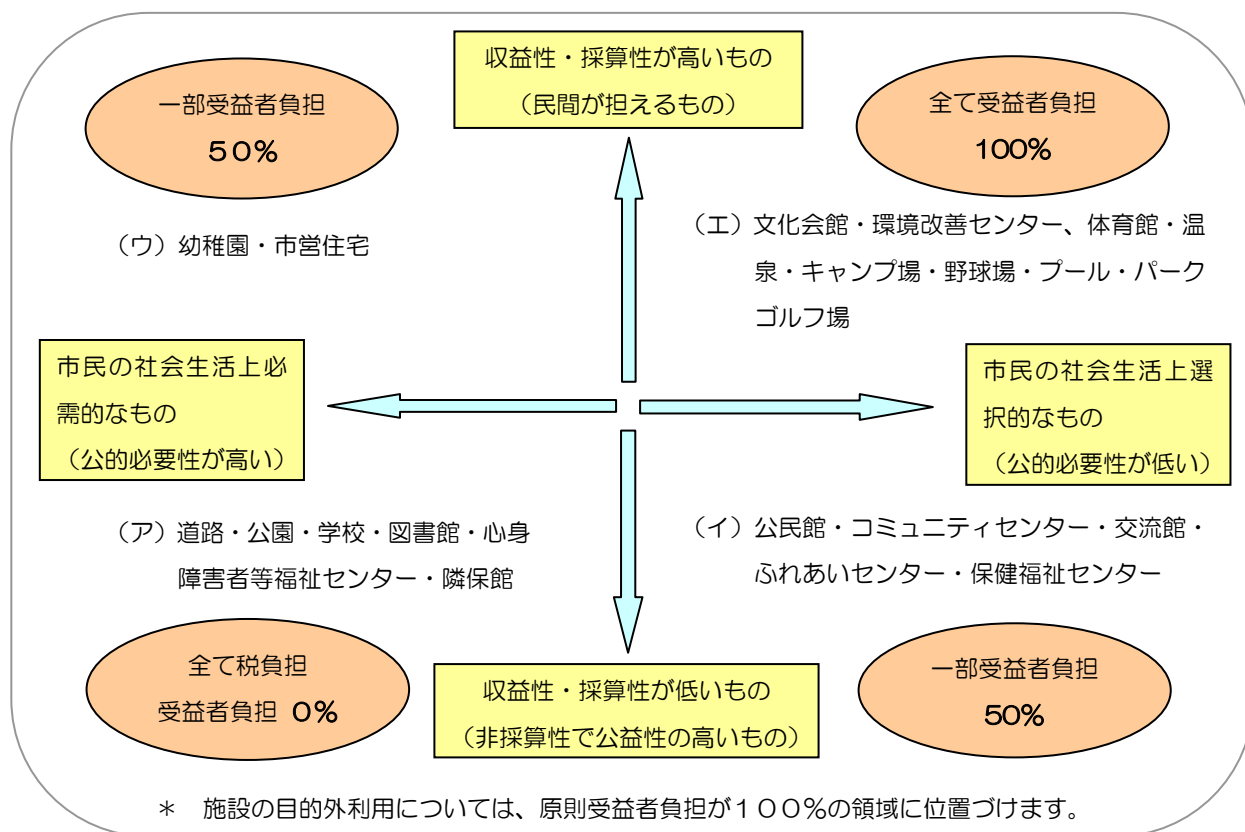 収益性・採算性が高いもの
（民間が担えるもの）
一部受益者負担
５０％
全て受益者負担
100％
（ウ）幼稚園・市営住宅
（エ）文化会館・環境改善センター、体育館・温
泉・キャンプ場・野球場・プール・パーク
ゴルフ場
市民の社会生活上必
需的なもの
（公的必要性が高い）
市民の社会生活上選
択的なもの
（公的必要性が低い）
（ア）道路・公園・学校・図書館・心身
障害者等福祉センター・隣保館
（イ）公民館・コミュニティセンター・交流館・
ふれあいセンター・保健福祉センター
全て税負担
受益者負担 ０％
収益性・採算性が低いもの
（非採算性で公益性の高いもの）
一部受益者負担
50％
＊　施設の目的外利用については、原則受益者負担が１００％の領域に位置づけます。